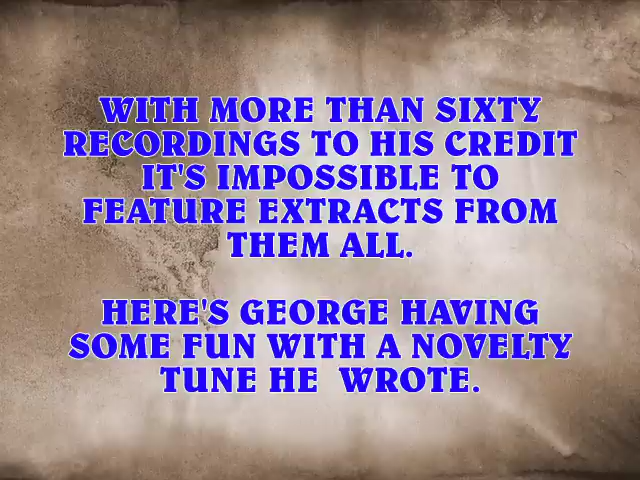 WITH MORE THAN SIXTY
RECORDINGS TO HIS CREDIT
IT'S IMPOSSIBLE TO
FEATURE EXTRACTS FROM
THEM ALL.
HERE'S GEORGE HAVING
SOME FUN WITH A NOVELTY
TUNE HE  WROTE.